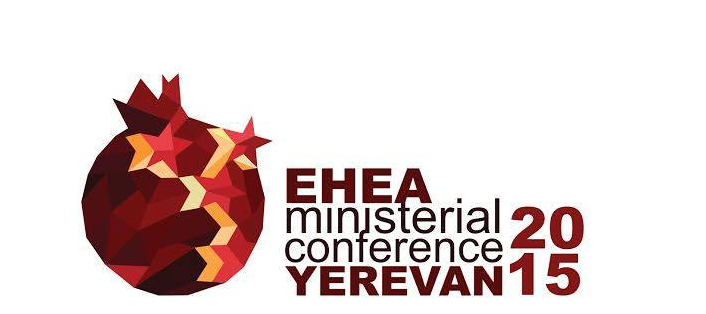 EHEA
ministerial
conference
YEREVAN
20
15